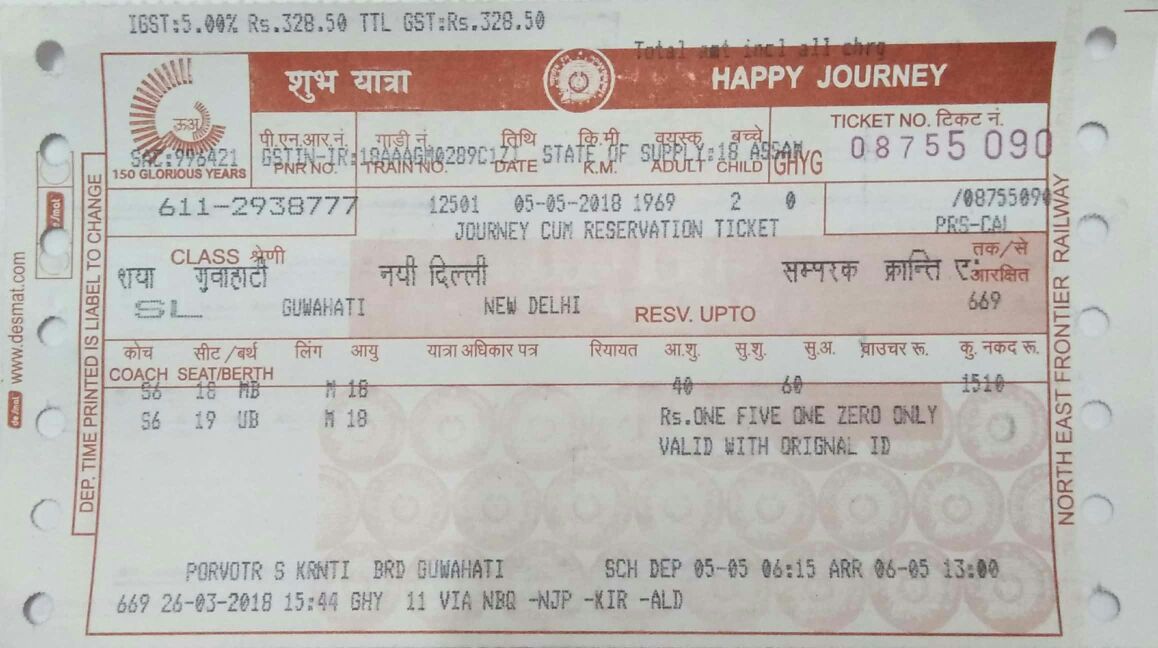 IGST:5.00% Rs.328.50 TTL GST:Rs.328.50
Total amt incl all chrg
शुभ यात्रा HAPPY JOURNEY
ऊअ
150 GLORIOUS YEARS
पी.एन.आर.नं. गाड़ी नं. तिथि कि.मी. वयस्क बच्चे TICKET NO. टिकट नं.
SAC:996421 GSTIN-IR:18AAAGM0289C1Z1 STATE OF SUPPLY:18 ASSAM
PNR NO. TRAIN NO. DATE K.M. ADULT CHILD GHYG 08755 090
611-2938777 12501 05-05-2018 1969 2 0 /08755090
JOURNEY CUM RESERVATION TICKET PRS-CAL
CLASS श्रेणी तक/से
शया गुवाहाटी नयी दिल्ली सम्परक क्रान्ति ए: आरक्षित
SL GUWAHATI NEW DELHI RESV. UPTO 669
कोच सीट/बर्थ लिंग आयु यात्रा अधिकार पत्र रियायत आ.शु. सु.शु. सु.अ. वाउचर रू. कु. नकद रू.
COACH SEAT/BERTH
S6 18 MB M 18 40 60 1510
S6 19 UB M 18 Rs.ONE FIVE ONE ZERO ONLY
VALID WITH ORIGNAL ID
PORVOTR S KRNTI BRD GUWAHATI SCH DEP 05-05 06:15 ARR 06-05 13:00
669 26-03-2018 15:44 GHY 11 VIA NBQ -NJP -KIR -ALD
DEP. TIME PRINTED IS LIABLE TO CHANGE
www.desmat.com
NORTH EAST FRONTIER RAILWAY